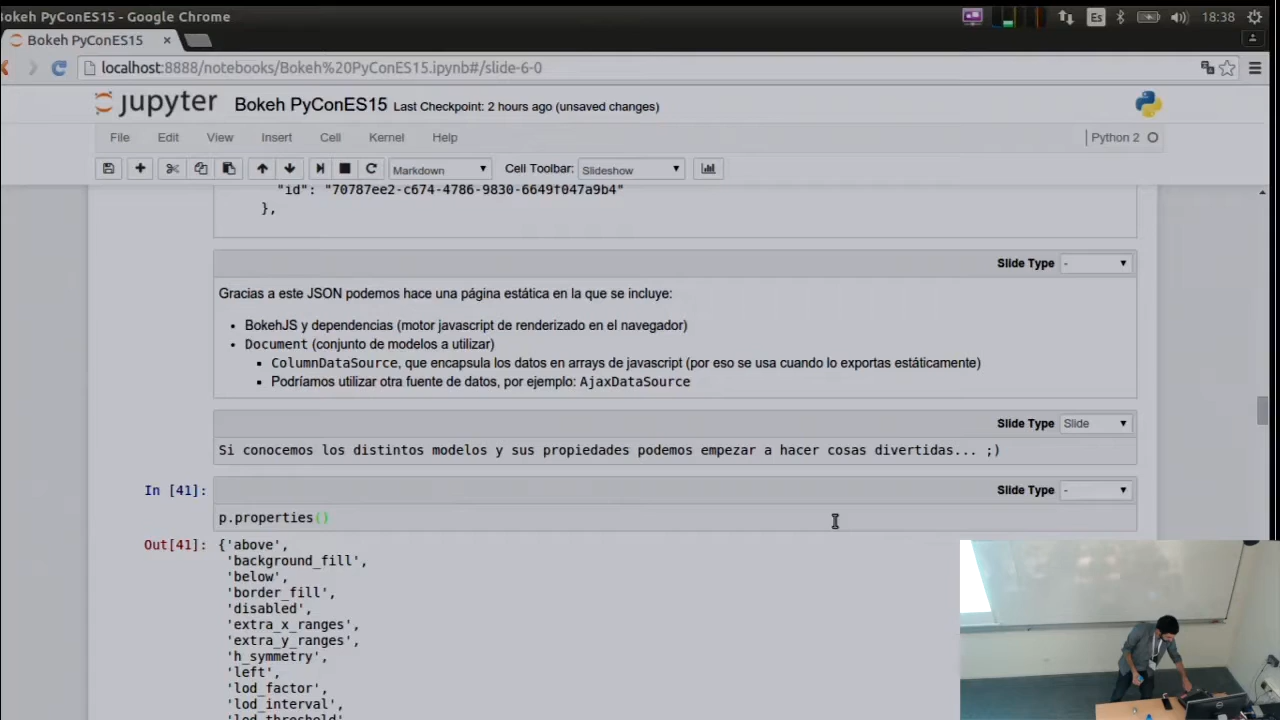 Bokeh PyConES15 - Google Chrome
Es
18:38
Bokeh PyConES15 ×
localhost:8888/notebooks/Bokeh%20PyConES15.ipynb#/slide-6-0
jupyter Bokeh PyConES15 Last Checkpoint: 2 hours ago (unsaved changes)
File Edit View Insert Cell Kernel Help Python 2
Markdown Cell Toolbar: Slideshow
"id": "70787ee2-c674-4786-9830-6649f047a9b4"
},
Slide Type -
Gracias a este JSON podemos hace una página estática en la que se incluye:
• BokehJS y dependencias (motor javascript de renderizado en el navegador)
• Document (conjunto de modelos a utilizar)
▪ ColumnDataSource, que encapsula los datos en arrays de javascript (por eso se usa cuando lo exportas estáticamente)
▪ Podríamos utilizar otra fuente de datos, por ejemplo: AjaxDataSource
Slide Type Slide
Si conocemos los distintos modelos y sus propiedades podemos empezar a hacer cosas divertidas... ;)
In [41]: Slide Type -
p.properties()
Out[41]: {'above',
'background_fill',
'below',
'border_fill',
'disabled',
'extra_x_ranges',
'extra_y_ranges',
'h_symmetry',
'left',
'lod_factor',
'lod_interval',
'lod_threshold'